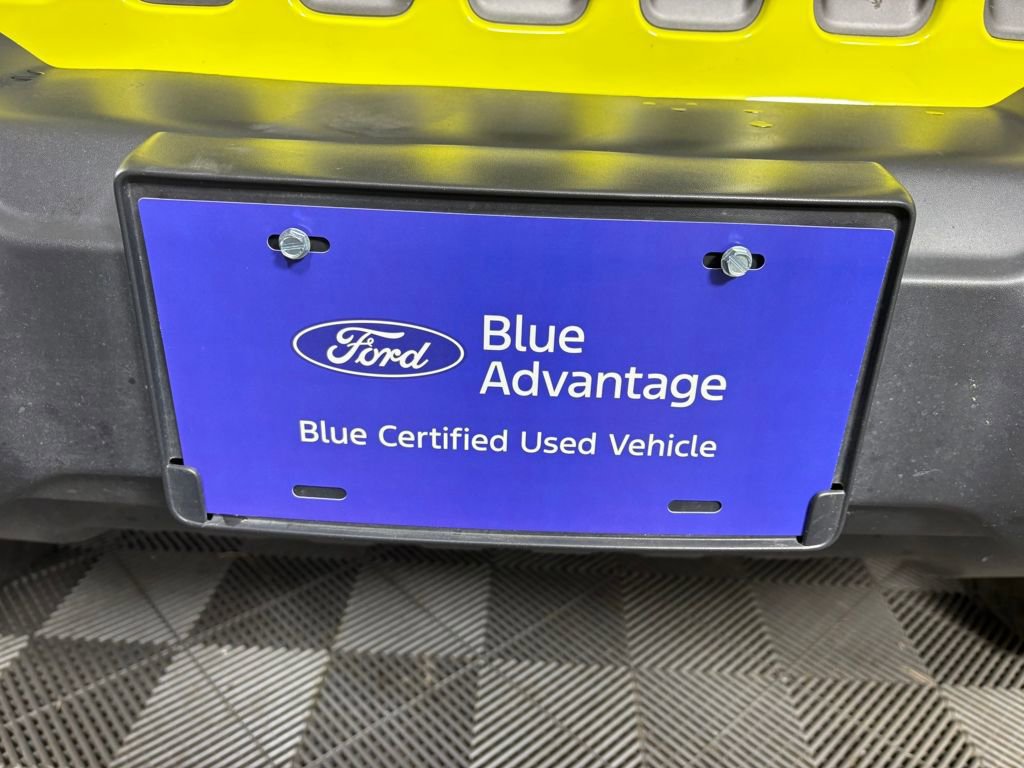 Ford
Blue
Advantage
Blue Certified Used Vehicle